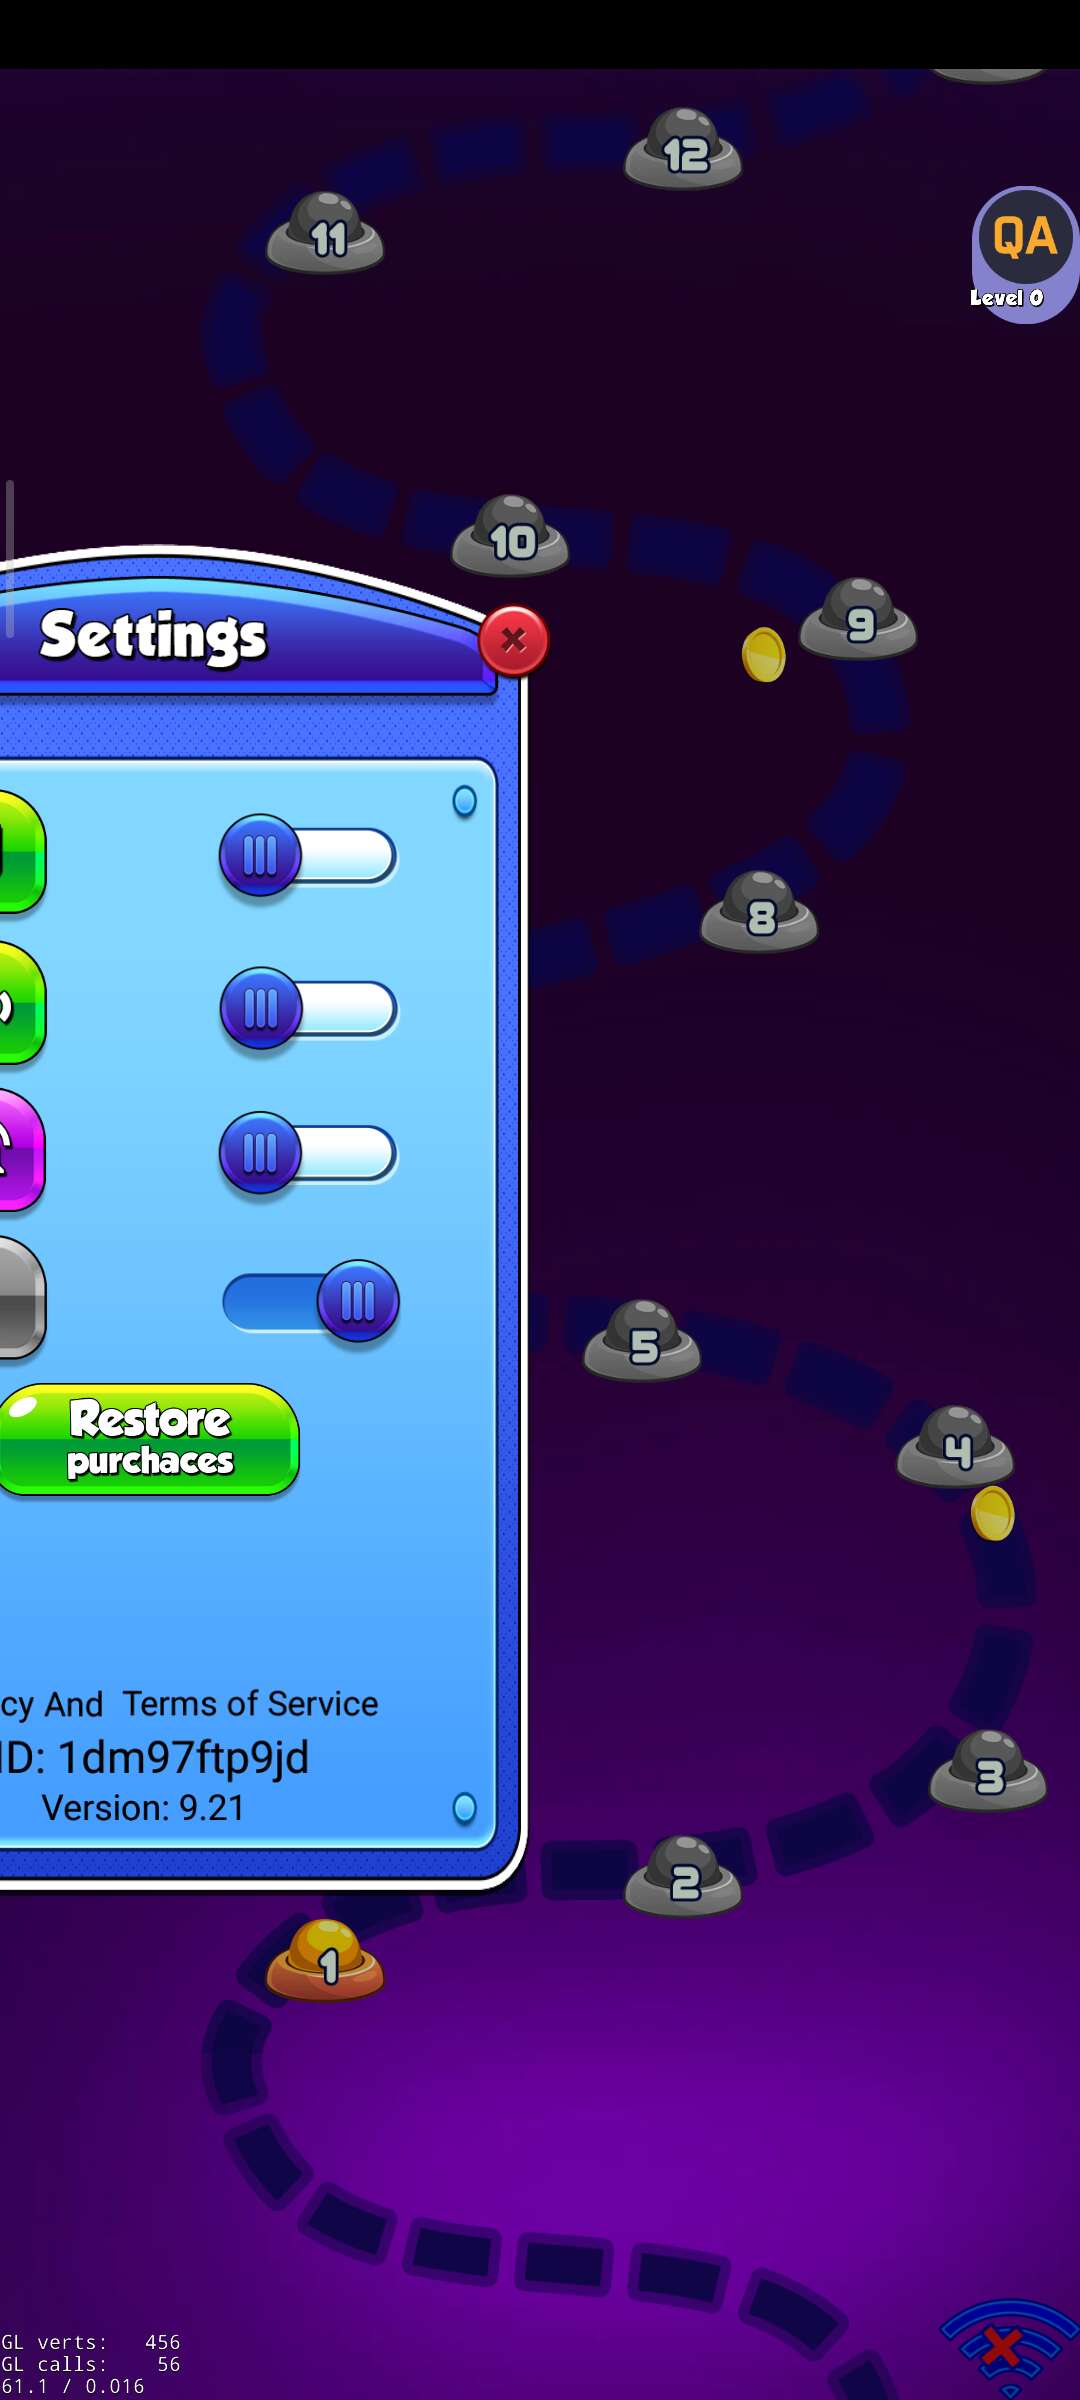 12
11
QA
Level 0
10
9
Settings
8
5
Restore
purchaces
4
cy And Terms of Service
ID: 1dm97ftp9jd
3
Version: 9.21
2
1
GL verts: 456
GL calls: 56
61.1 / 0.016